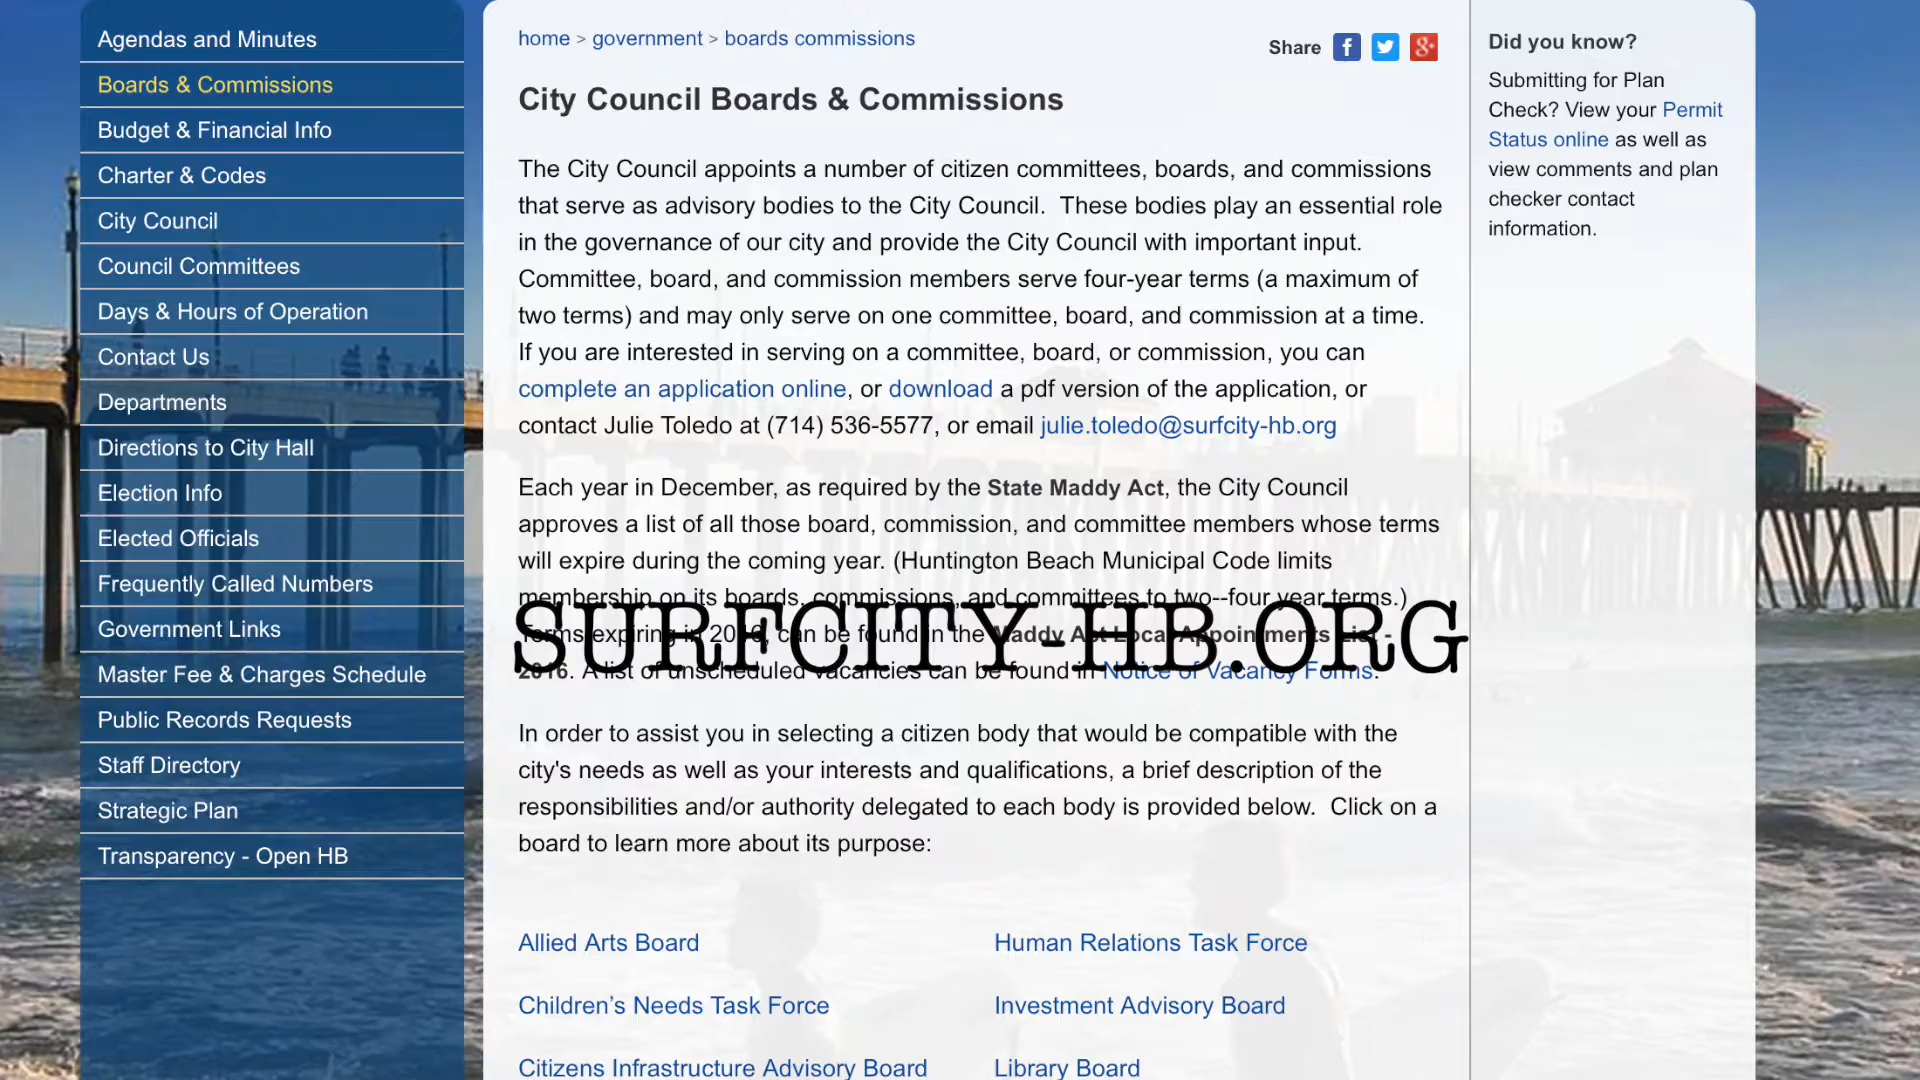 Agendas and Minutes
Boards & Commissions
Budget & Financial Info
Charter & Codes
City Council
Council Committees
Days & Hours of Operation
Contact Us
Departments
Directions to City Hall
Election Info
Elected Officials
Frequently Called Numbers
Government Links
Master Fee & Charges Schedule
Public Records Requests
Staff Directory
Strategic Plan
Transparency - Open HB
home > government > boards commissions
Share
City Council Boards & Commissions
The City Council appoints a number of citizen committees, boards, and commissions
that serve as advisory bodies to the City Council.  These bodies play an essential role
in the governance of our city and provide the City Council with important input.
Committee, board, and commission members serve four-year terms (a maximum of
two terms) and may only serve on one committee, board, and commission at a time.
If you are interested in serving on a committee, board, or commission, you can
complete an application online, or download a pdf version of the application, or
contact Julie Toledo at (714) 536-5577, or email julie.toledo@surfcity-hb.org
Each year in December, as required by the State Maddy Act, the City Council
approves a list of all those board, commission, and committee members whose terms
will expire during the coming year. (Huntington Beach Municipal Code limits
membership on its boards, commissions, and committees to two--four year terms.)
Terms expiring in 2016, can be found in the Maddy Act Local Appointments List -
2016. A list of unscheduled vacancies can be found in Notice of Vacancy Forms.
SURFCITY-HB.ORG
In order to assist you in selecting a citizen body that would be compatible with the
city's needs as well as your interests and qualifications, a brief description of the
responsibilities and/or authority delegated to each body is provided below.  Click on a
board to learn more about its purpose:
Allied Arts Board
Human Relations Task Force
Children’s Needs Task Force
Investment Advisory Board
Citizens Infrastructure Advisory Board
Library Board
Did you know?
Submitting for Plan
Check? View your Permit
Status online as well as
view comments and plan
checker contact
information.